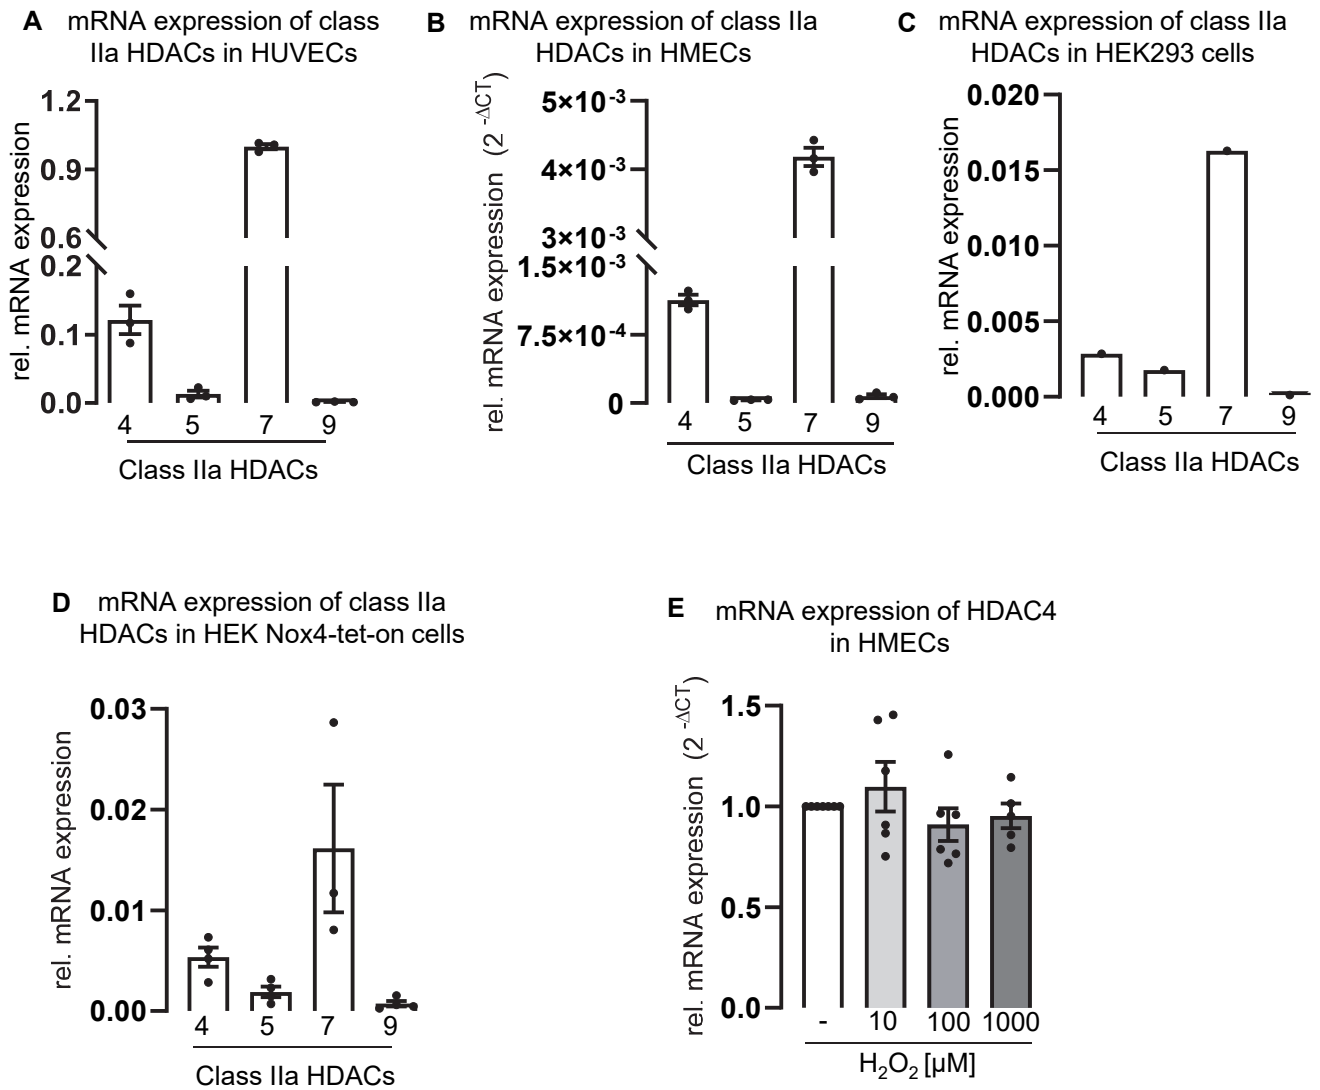 A mRNA expression of class
IIa HDACs in HUVECs
rel. mRNA expression
1.2
0.9
0.6
0.2
0.1
0.0
4 5 7 9
Class IIa HDACs
B mRNA expression of class IIa
HDACs in HMECs
rel. mRNA expression (2 -ΔCT)
5×10-3
4×10-3
3×10-3
1.5×10-3
7.5×10-4
0
4 5 7 9
Class IIa HDACs
C mRNA expression of class IIa
HDACs in HEK293 cells
rel. mRNA expression
0.020
0.015
0.010
0.005
0.000
4 5 7 9
Class IIa HDACs
D mRNA expression of class IIa
HDACs in HEK Nox4-tet-on cells
rel. mRNA expression
0.03
0.02
0.01
0.00
4 5 7 9
Class IIa HDACs
E mRNA expression of HDAC4
in HMECs
rel. mRNA expression (2 -ΔCT)
1.5
1.0
0.5
0.0
- 10 100 1000
H2O2 [µM]